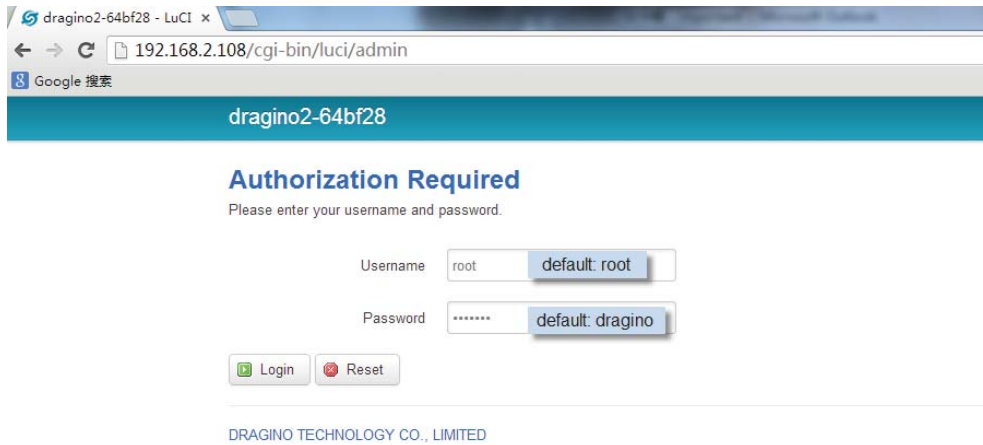 dragino2-64bf28 - LuCI
192.168.2.108/cgi-bin/luci/admin
Google 搜索
dragino2-64bf28
Authorization Required
Please enter your username and password.
Username root default: root
Password ••••••• default: dragino
Login Reset
DRAGINO TECHNOLOGY CO., LIMITED